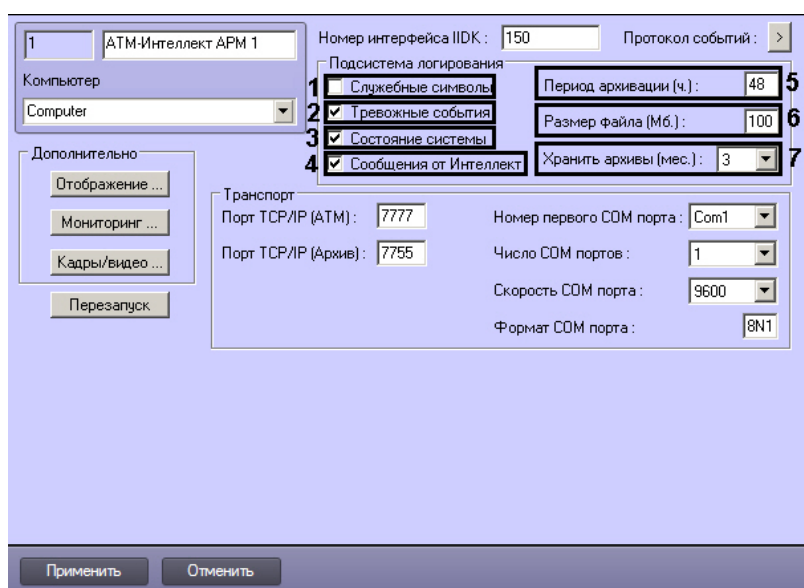 1 АТМ-Интеллект АРМ 1 Номер интерфейса IIDK : 150 Протокол событий : >
Компьютер
Computer
Подсистема логирования
1 Служебные символы Период архивации (ч.) : 48 5
2 Тревожные события Размер файла (Мб.) : 100 6
3 Состояние системы
4 Сообщения от Интеллект Хранить архивы (мес.) : 3 7
Дополнительно
Отображение ...
Мониторинг ...
Кадры/видео ...
Перезапуск
Транспорт
Порт TCP/IP (АТМ) : 7777 Номер первого COM порта : Com1
Порт TCP/IP (Архив) : 7755 Число COM портов : 1
Скорость COM порта : 9600
Формат COM порта : 8N1
Применить Отменить